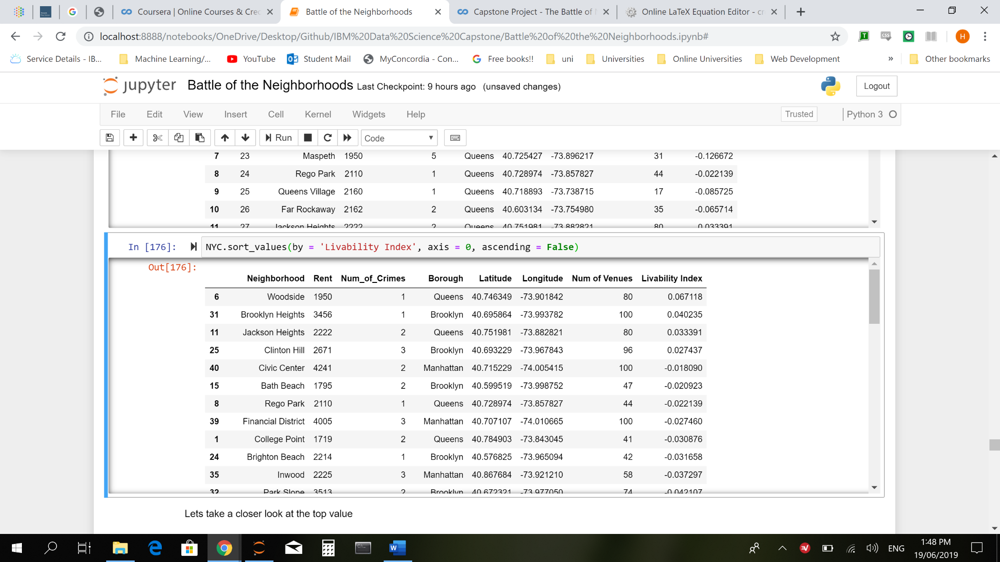 Coursera | Online Courses & Cred
Battle of the Neighborhoods
Capstone Project - The Battle of
Online LaTeX Equation Editor - cr
localhost:8888/notebooks/OneDrive/Desktop/Github/IBM%20Data%20Science%20Capstone/Battle%20of%20the%20Neighborhoods.ipynb#
CSS
H
Service Details - IB... Machine Learning/... YouTube Student Mail MyConcordia - Con... Free books!! uni Universities Online Universities Web Development » Other bookmarks
jupyter Battle of the Neighborhoods Last Checkpoint: 9 hours ago (unsaved changes) Logout
File Edit View Insert Cell Kernel Widgets Help Trusted Python 3
Run Code
7 23 Maspeth 1950 5 Queens 40.725427 -73.896217 31 -0.126672
8 24 Rego Park 2110 1 Queens 40.728974 -73.857827 44 -0.022139
9 25 Queens Village 2160 1 Queens 40.718893 -73.738715 17 -0.085725
10 26 Far Rockaway 2162 2 Queens 40.603134 -73.754980 35 -0.065714
11 27 Jackson Heights 2222 2 Queens 40.751981 -73.882821 80 0.033391
In [176]: NYC.sort_values(by = 'Livability Index', axis = 0, ascending = False)
Out[176]:
Neighborhood Rent Num_of_Crimes Borough Latitude Longitude Num of Venues Livability Index
6 Woodside 1950 1 Queens 40.746349 -73.901842 80 0.067118
31 Brooklyn Heights 3456 1 Brooklyn 40.695864 -73.993782 100 0.040235
11 Jackson Heights 2222 2 Queens 40.751981 -73.882821 80 0.033391
25 Clinton Hill 2671 3 Brooklyn 40.693229 -73.967843 96 0.027437
40 Civic Center 4241 2 Manhattan 40.715229 -74.005415 100 -0.018090
15 Bath Beach 1795 2 Brooklyn 40.599519 -73.998752 47 -0.020923
8 Rego Park 2110 1 Queens 40.728974 -73.857827 44 -0.022139
39 Financial District 4005 3 Manhattan 40.707107 -74.010665 100 -0.027460
1 College Point 1719 2 Queens 40.784903 -73.843045 41 -0.030876
24 Brighton Beach 2214 1 Brooklyn 40.576825 -73.965094 42 -0.031658
35 Inwood 2225 3 Manhattan 40.867684 -73.921210 58 -0.037297
32 Park Slope 3513 2 Brooklyn 40.672321 -73.977050 74 -0.042107
Lets take a closer look at the top value
ENG
1:48 PM
19/06/2019